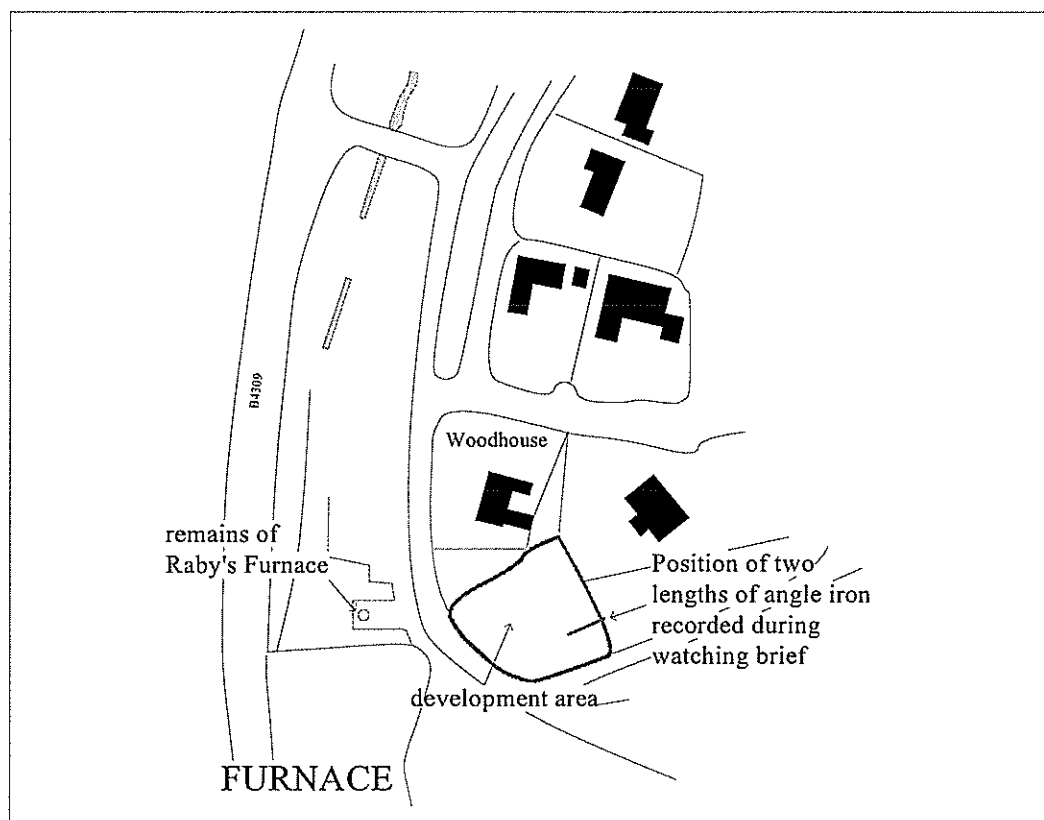 B4309
Woodhouse
remains of
Raby's Furnace
Position of two
lengths of angle iron
recorded during
watching brief
development area
FURNACE